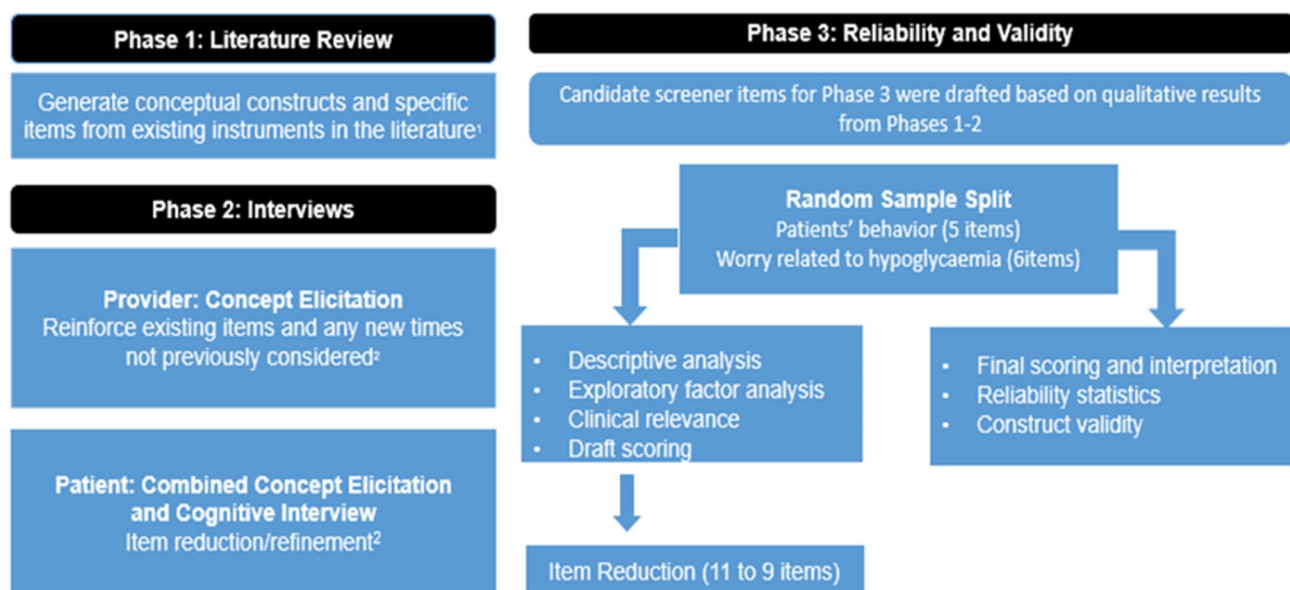 Phase 1: Literature Review
Generate conceptual constructs and specific
items from existing instruments in the literature¹
Phase 2: Interviews
Provider: Concept Elicitation
Reinforce existing items and any new times
not previously considered²
Patient: Combined Concept Elicitation
and Cognitive Interview
Item reduction/refinement²
Phase 3: Reliability and Validity
Candidate screener items for Phase 3 were drafted based on qualitative results
from Phases 1-2
Random Sample Split
Patients' behavior (5 items)
Worry related to hypoglycaemia (6items)
• Descriptive analysis
• Exploratory factor analysis
• Clinical relevance
• Draft scoring
Item Reduction (11 to 9 items)
• Final scoring and interpretation
• Reliability statistics
• Construct validity